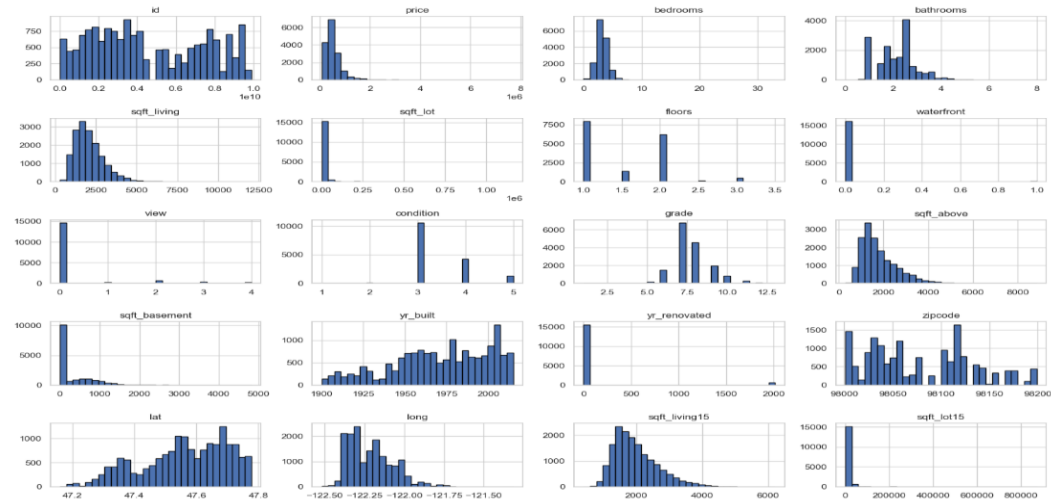 id price bedrooms bathrooms
750 6000 6000 4000
500 4000 4000
250 2000 2000 2000
0 0 0 0
0.0 0.2 0.4 0.6 0.8 1.0 0 2 4 6 8 0 10 20 30 0 2 4 6 8
1e10 1e6
sqft_living sqft_lot floors waterfront
3000 15000 7500 15000
2000 10000 5000 10000
1000 5000 2500 5000
0 0 0 0
0 2500 5000 7500 10000 12500 0.0 0.2 0.4 0.6 0.8 1.0 1.0 1.5 2.0 2.5 3.0 3.5 0.0 0.2 0.4 0.6 0.8 1.0
1e6
view condition grade sqft_above
15000 10000 6000 3000
10000 4000 2000
5000 5000 2000 1000
0 0 0 0
0 1 2 3 4 1 2 3 4 5 2.5 5.0 7.5 10.0 12.5 0 2000 4000 6000 8000
sqft_basement yr_built yr_renovated zipcode
10000 1000 15000 1500
5000 500 10000 1000
5000 500
0 0 0 0
0 1000 2000 3000 4000 5000 1900 1925 1950 1975 2000 0 500 1000 1500 2000 98000 98050 98100 98150 98200
lat long sqft_living15 sqft_lot15
1000 2000 2000 15000
10000
500 1000 1000 5000
0 0 0 0
47.2 47.4 47.6 47.8 −122.50 −122.25 −122.00 −121.75 −121.50 2000 4000 6000 0 200000 400000 600000 800000